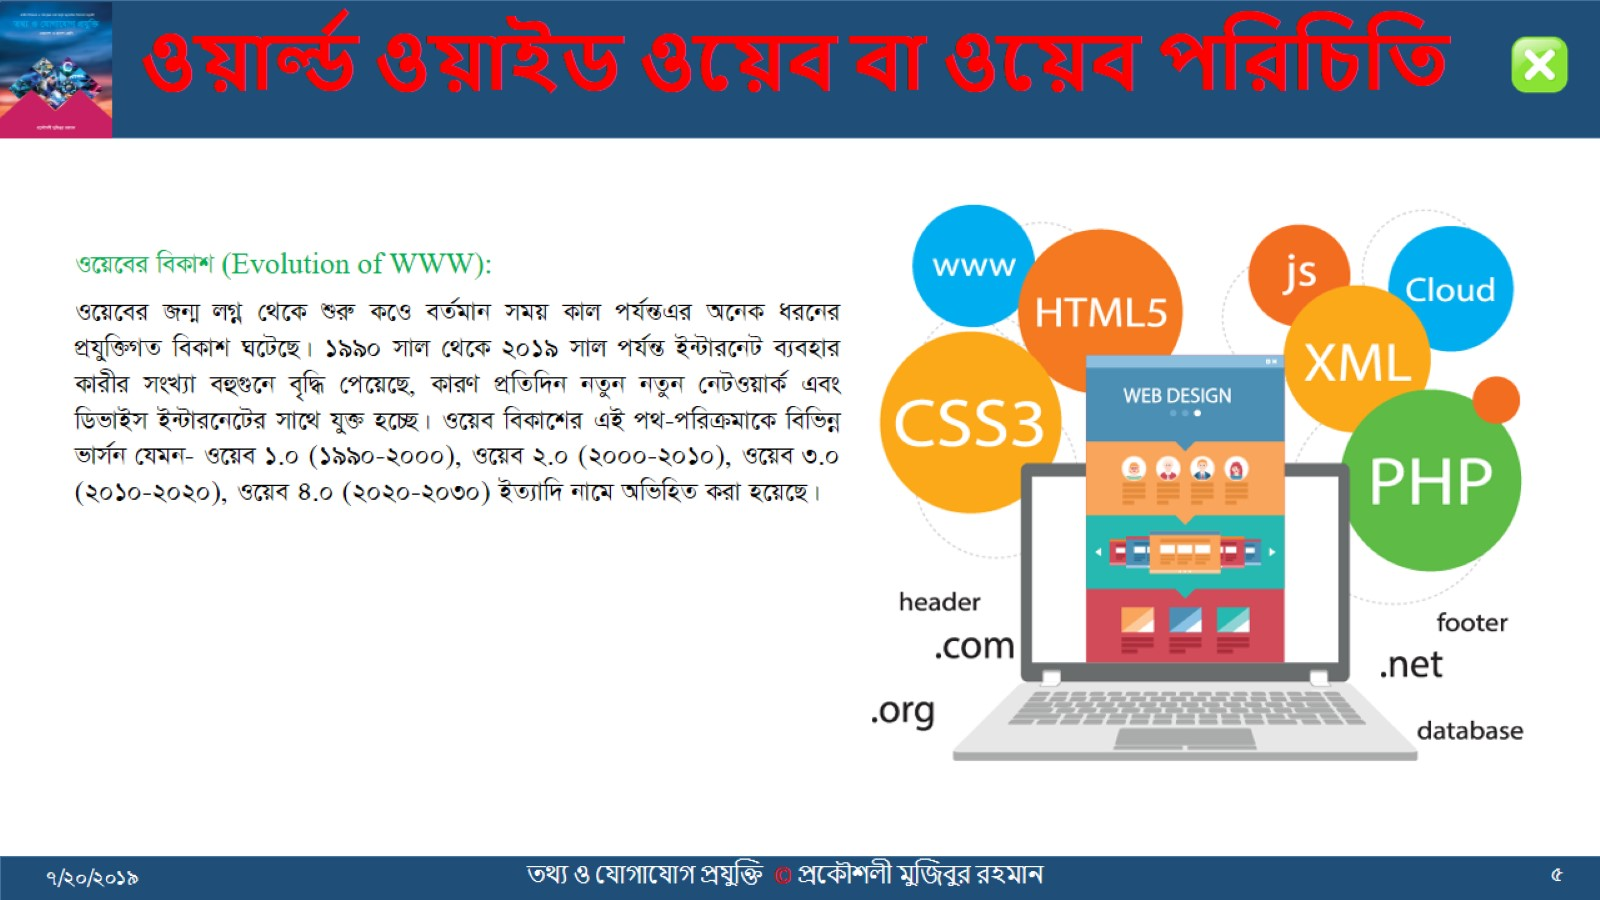 ওয়ার্ল্ড ওয়াইড ওয়েব বা ওয়েব পরিচিতি
তথ্য ও যোগাযোগ প্রযুক্তি
ওয়েবের বিকাশ (Evolution of WWW):
ওয়েবের জন্ম লগ্ন থেকে শুরু কওে বর্তমান সময় কাল পর্যন্তএর অনেক ধরনের
প্রযুক্তিগত বিকাশ ঘটেছে। ১৯৯০ সাল থেকে ২০১৯ সাল পর্যন্ত ইন্টারনেট ব্যবহার
কারীর সংখ্যা বহুগুনে বৃদ্ধি পেয়েছে, কারণ প্রতিদিন নতুন নতুন নেটওয়ার্ক এবং
ডিভাইস ইন্টারনেটের সাথে যুক্ত হচ্ছে। ওয়েব বিকাশের এই পথ-পরিক্রমাকে বিভিন্ন
ভার্সন যেমন- ওয়েব ১.০ (১৯৯০-২০০০), ওয়েব ২.০ (২০০০-২০১০), ওয়েব ৩.০
(২০১০-২০২০), ওয়েব ৪.০ (২০২০-২০৩০) ইত্যাদি নামে অভিহিত করা হয়েছে।
www
HTML5
CSS3
js
Cloud
XML
PHP
WEB DESIGN
header
.com
.org
footer
.net
database
৭/২০/২০১৯
তথ্য ও যোগাযোগ প্রযুক্তি © প্রকৌশলী মুজিবুর রহমান
৫